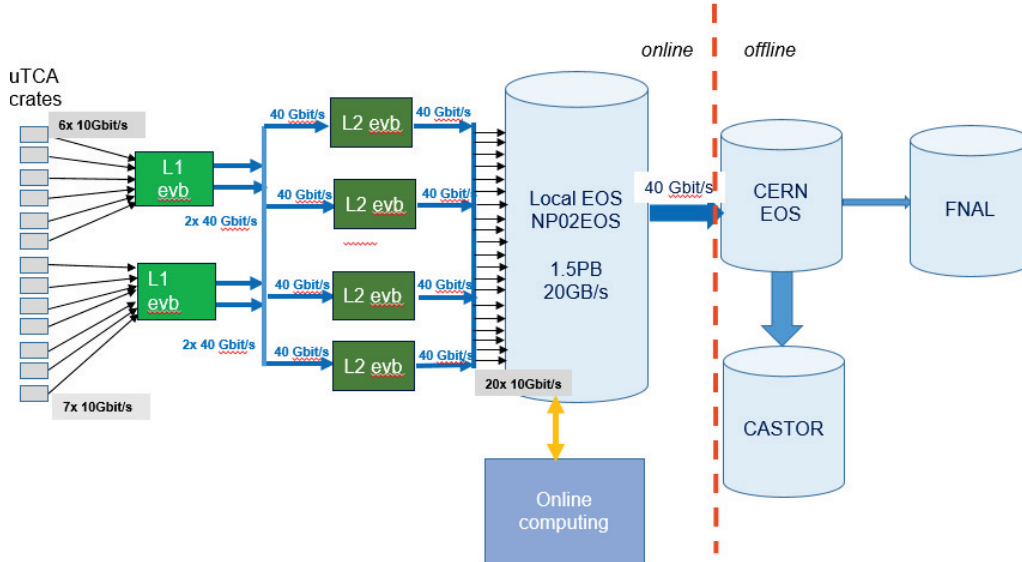 online
offline
uTCA
crates
6x 10Gbit/s
L1
evb
2x 40 Gbit/s
L1
evb
2x 40 Gbit/s
7x 10Gbit/s
40 Gbit/s
L2 evb
40 Gbit/s
40 Gbit/s
L2 evb
40 Gbit/s
40 Gbit/s
L2 evb
40 Gbit/s
40 Gbit/s
L2 evb
40 Gbit/s
20x 10Gbit/s
Local EOS
NP02EOS
1.5PB
20GB/s
Online
computing
40 Gbit/s
CERN
EOS
FNAL
CASTOR